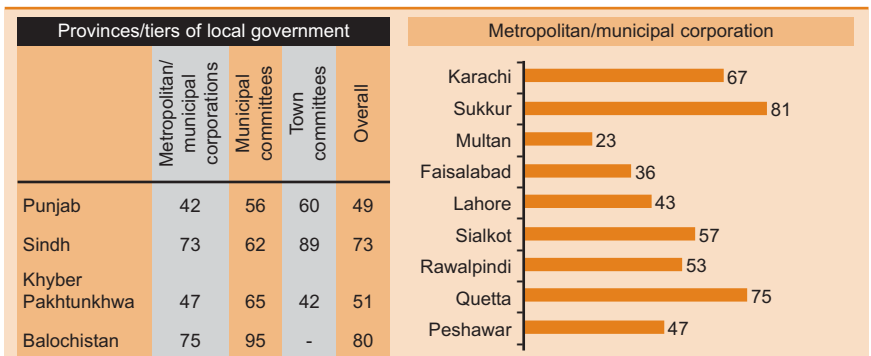 Provinces/tiers of local government
Metropolitan/
municipal
corporations
Municipal
committees
Town
committees
Overall
Punjab 42 56 60 49
Sindh 73 62 89 73
Khyber
Pakhtunkhwa 47 65 42 51
Balochistan 75 95 - 80
Metropolitan/municipal corporation
Karachi 67
Sukkur 81
Multan 23
Faisalabad 36
Lahore 43
Sialkot 57
Rawalpindi 53
Quetta 75
Peshawar 47